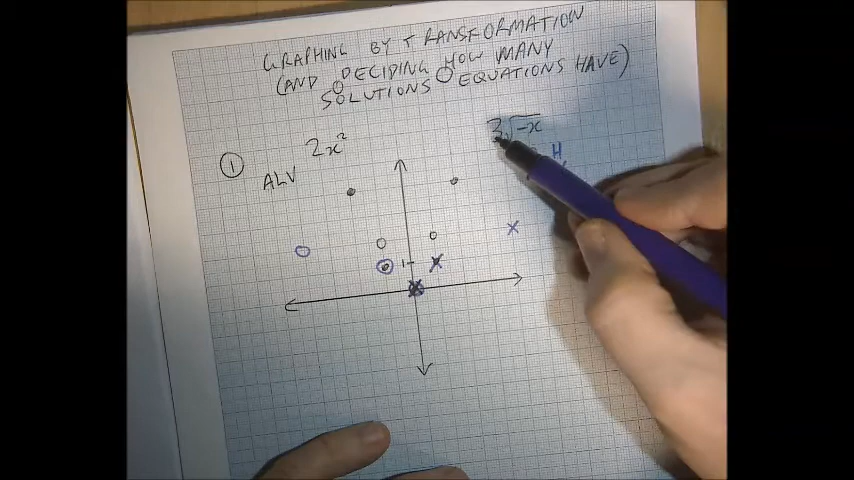 GRAPHING BY TRANSFORMATION
(AND DECIDING HOW MANY
SOLUTIONS EQUATIONS HAVE)
① 2x² 3√-x
ALV H
1